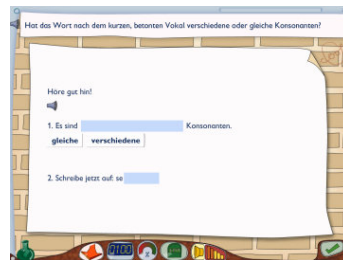 Hat das Wort nach dem kurzen, betonten Vokal verschiedene oder gleiche Konsonanten?
Höre gut hin!
1. Es sind Konsonanten.
gleiche verschiedene
2. Schreibe jetzt auf: se
0100